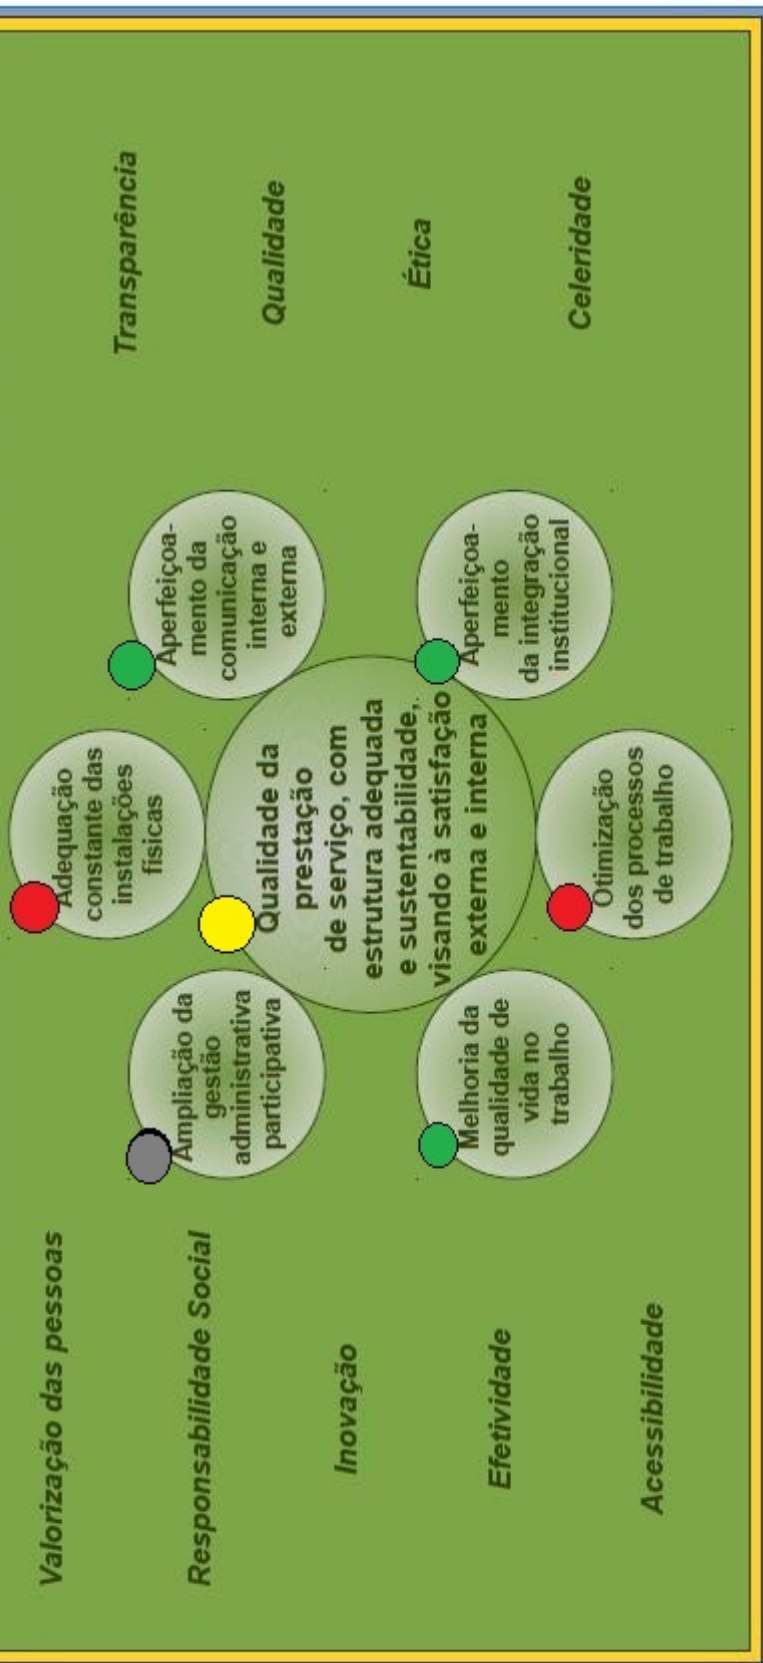 Valorização das pessoas
Responsabilidade Social
Inovação
Efetividade
Acessibilidade
Ampliação da
gestão
administrativa
participativa
Adequação
constante das
instalações
físicas
Aperfeiçoa-
mento da
comunicação
interna e
externa
Qualidade da
prestação
de serviço, com
estrutura adequada
e sustentabilidade,
visando à satisfação
externa e interna
Melhoria da
qualidade de
vida no
trabalho
Otimização
dos processos
de trabalho
Aperfeiçoa-
mento
da integração
institucional
Transparência
Qualidade
Ética
Celeridade